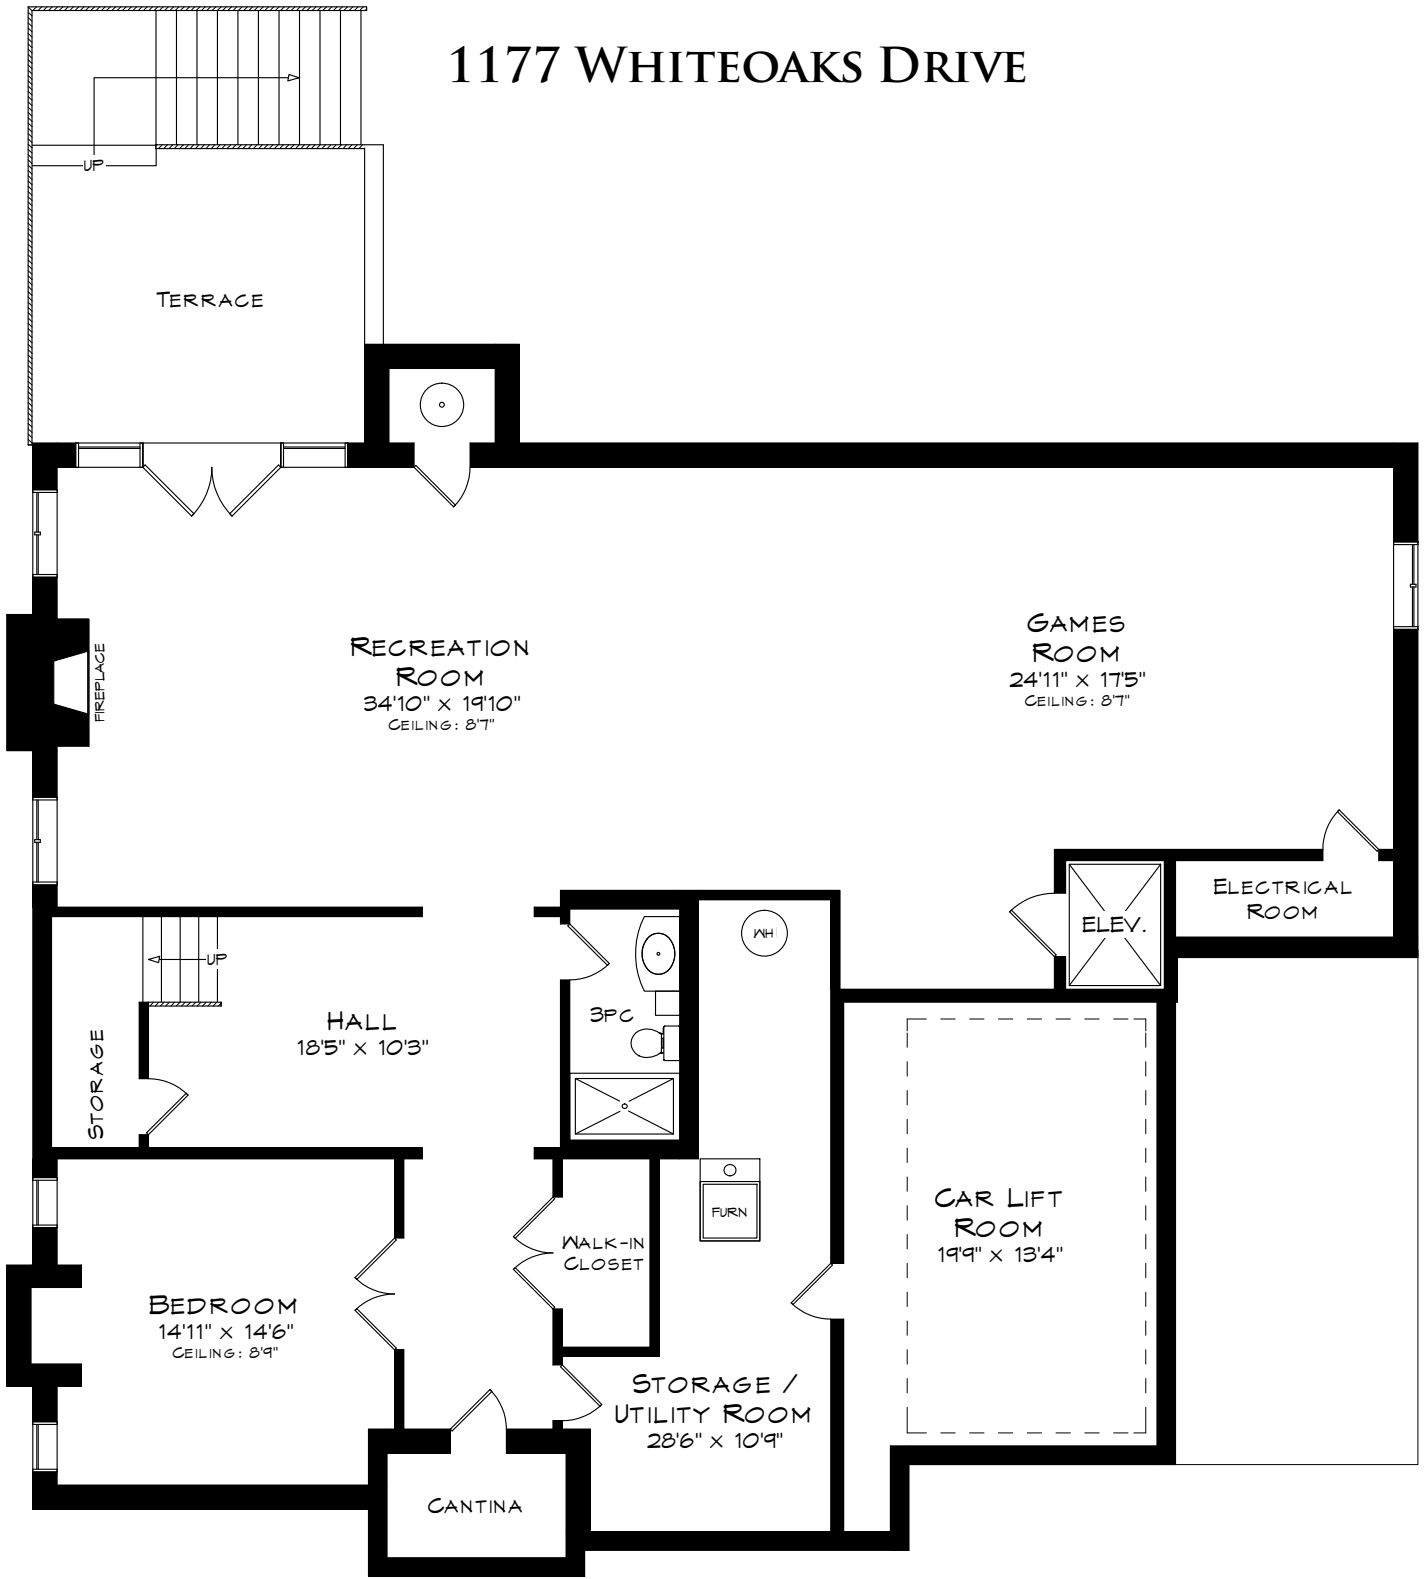 1177 WHITEOAKS DRIVE
UP
TERRACE
FIREPLACE
RECREATION
ROOM
34'10" X 19'10"
CEILING: 8'7"
GAMES
ROOM
24'11" X 17'5"
CEILING: 8'7"
ELECTRICAL
ROOM
ELEV.
WH
UP
3PC
HALL
18'5" X 10'3"
STORAGE
CAR LIFT
ROOM
19'9" X 13'4"
FURN
WALK-IN
CLOSET
BEDROOM
14'11" X 14'6"
CEILING: 8'9"
STORAGE /
UTILITY ROOM
28'6" X 10'9"
CANTINA